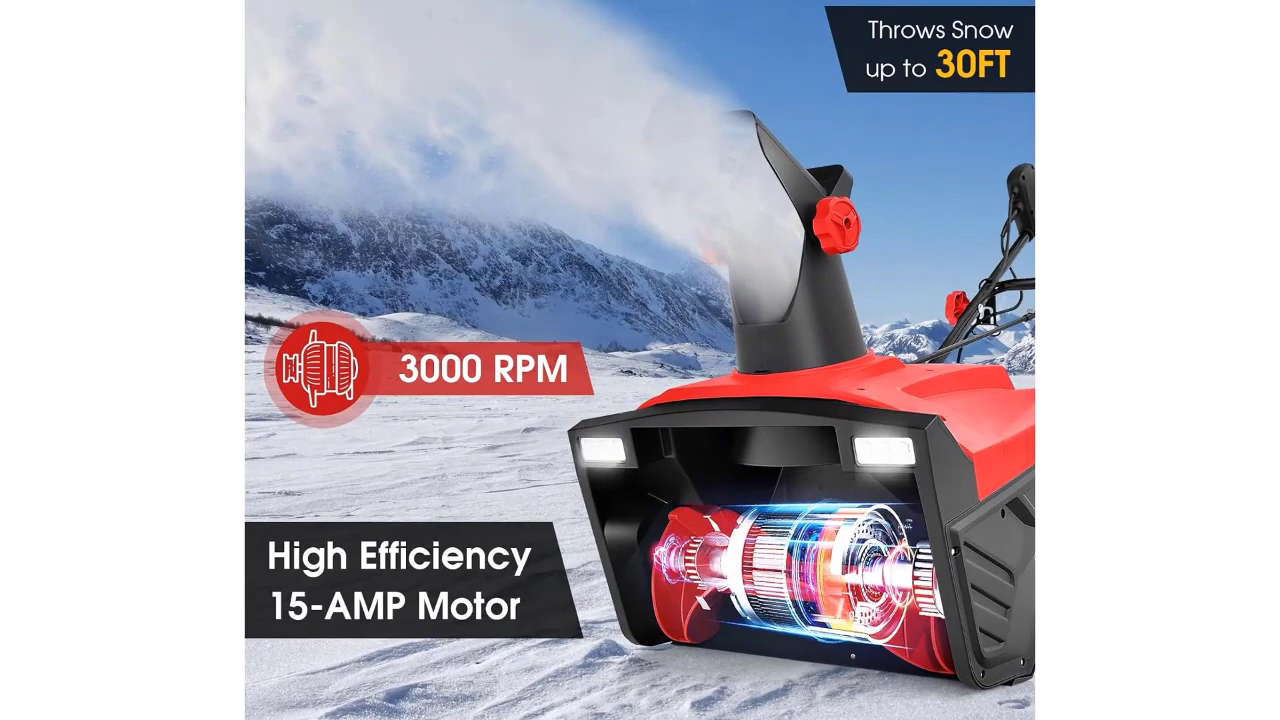 Throws Snow
up to 30FT
3000 RPM
High Efficiency
15-AMP Motor